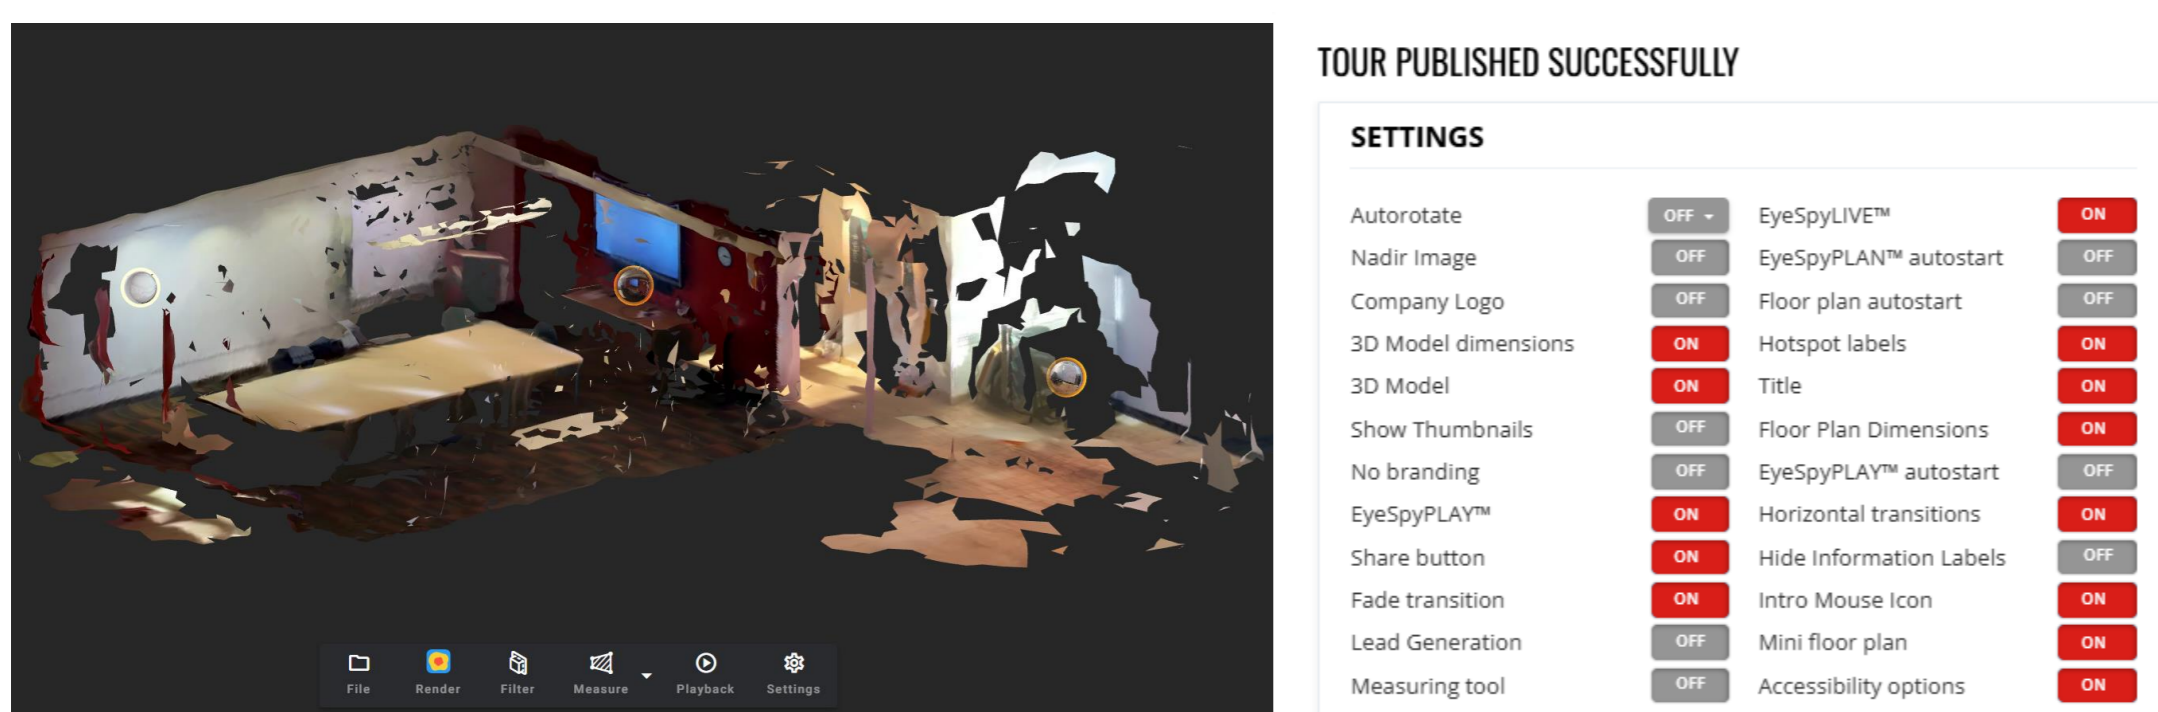 TOUR PUBLISHED SUCCESSFULLY
SETTINGS
Autorotate OFF EyeSpyLIVE™ ON
Nadir Image OFF EyeSpyPLAN™ autostart OFF
Company Logo OFF Floor plan autostart OFF
3D Model dimensions ON Hotspot labels ON
3D Model ON Title ON
Show Thumbnails OFF Floor Plan Dimensions ON
No branding OFF EyeSpyPLAY™ autostart OFF
EyeSpyPLAY™ ON Horizontal transitions ON
Share button ON Hide Information Labels OFF
Fade transition ON Intro Mouse Icon ON
Lead Generation OFF Mini floor plan ON
Measuring tool OFF Accessibility options ON
File Render Filter Measure Playback Settings